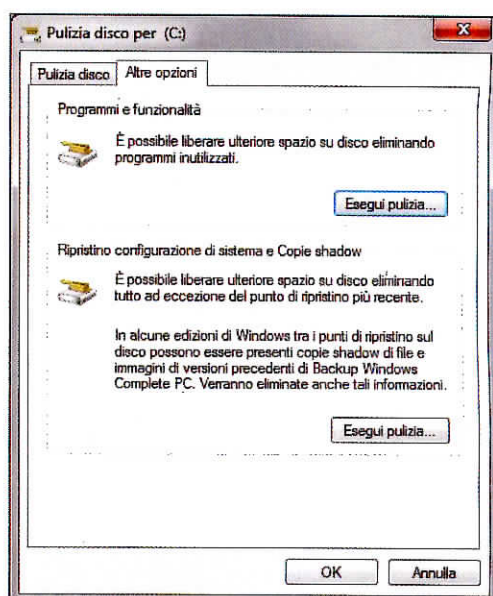 Pulizia disco per (C:)
Pulizia disco
Altre opzioni
Programmi e funzionalità
È possibile liberare ulteriore spazio su disco eliminando
programmi inutilizzati.
Esegui pulizia...
Ripristino configurazione di sistema e Copie shadow
È possibile liberare ulteriore spazio su disco eliminando
tutto ad eccezione del punto di ripristino più recente.
In alcune edizioni di Windows tra i punti di ripristino sul
disco possono essere presenti copie shadow di file e
immagini di versioni precedenti di Backup Windows
Complete PC. Verranno eliminate anche tali informazioni.
Esegui pulizia...
OK
Annulla